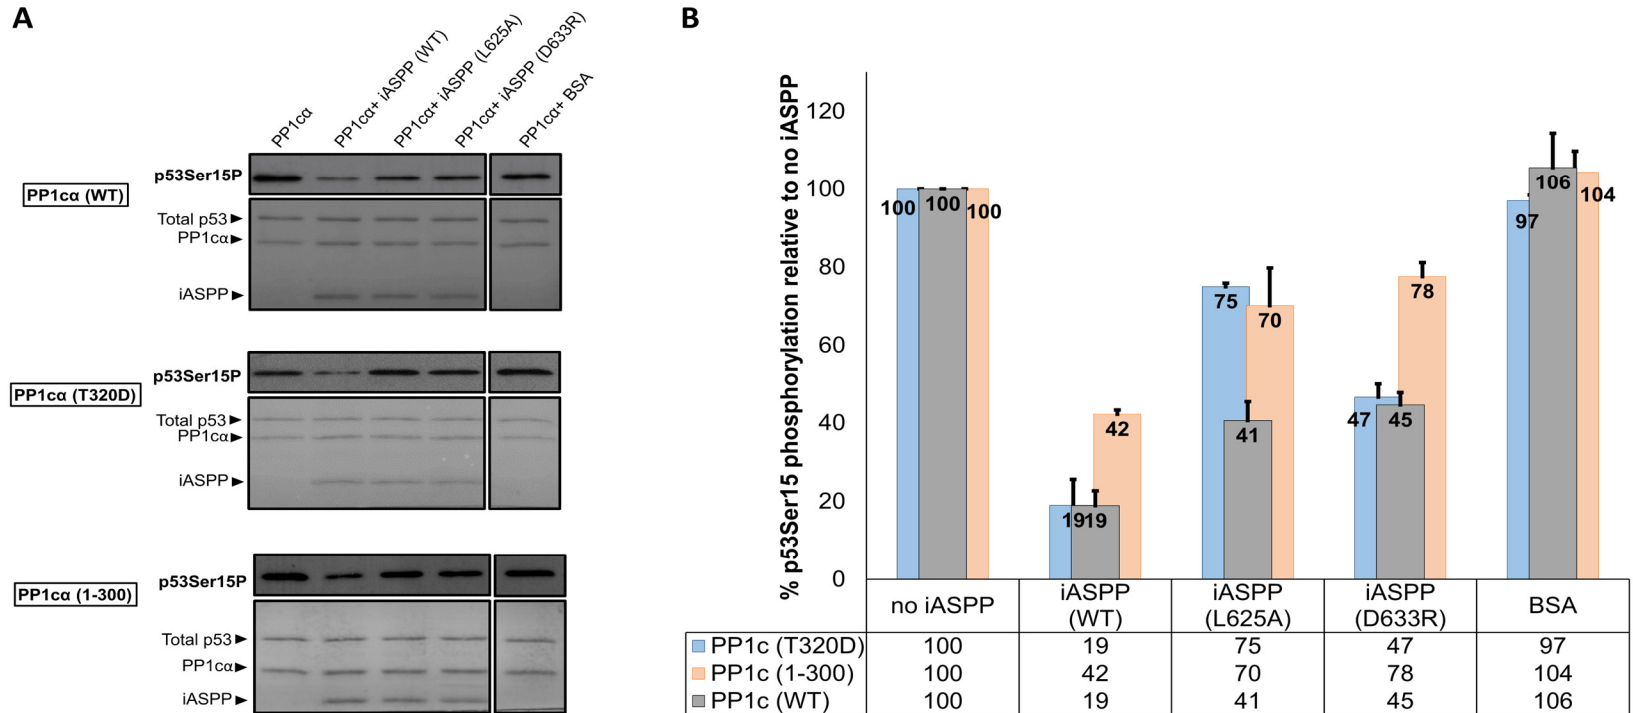 A
PP1cα
PP1cα+ iASPP (WT)
PP1cα+ iASPP (L625A)
PP1cα+ iASPP (D633R)
PP1cα+ BSA
PP1cα (WT)
p53Ser15P
Total p53
PP1cα
iASPP
PP1cα (T320D)
p53Ser15P
Total p53
PP1cα
iASPP
PP1cα (1-300)
p53Ser15P
Total p53
PP1cα
iASPP
B
% p53Ser15 phosphorylation relative to no iASPP
120
100
80
60
40
20
0
100 100 100
19 19 42
75 41 70
47 45 78
97 106 104
no iASPP iASPP (WT) iASPP (L625A) iASPP (D633R) BSA
PP1c (T320D) 100 19 75 47 97
PP1c (1-300) 100 42 70 78 104
PP1c (WT) 100 19 41 45 106